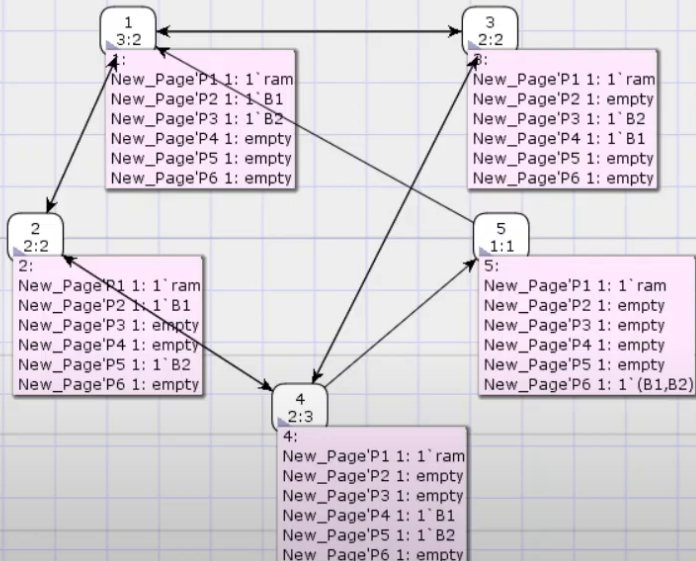 1
3:2
1:
New_Page'P1 1: 1`ram
New_Page'P2 1: 1`B1
New_Page'P3 1: 1`B2
New_Page'P4 1: empty
New_Page'P5 1: empty
New_Page'P6 1: empty
3
2:2
3:
New_Page'P1 1: 1`ram
New_Page'P2 1: empty
New_Page'P3 1: 1`B2
New_Page'P4 1: 1`B1
New_Page'P5 1: empty
New_Page'P6 1: empty
2
2:2
2:
New_Page'P1 1: 1`ram
New_Page'P2 1: 1`B1
New_Page'P3 1: empty
New_Page'P4 1: empty
New_Page'P5 1: 1`B2
New_Page'P6 1: empty
5
1:1
5:
New_Page'P1 1: 1`ram
New_Page'P2 1: empty
New_Page'P3 1: empty
New_Page'P4 1: empty
New_Page'P5 1: empty
New_Page'P6 1: 1`(B1,B2)
4
2:3
4:
New_Page'P1 1: 1`ram
New_Page'P2 1: empty
New_Page'P3 1: empty
New_Page'P4 1: 1`B1
New_Page'P5 1: 1`B2
New_Page'P6 1: empty